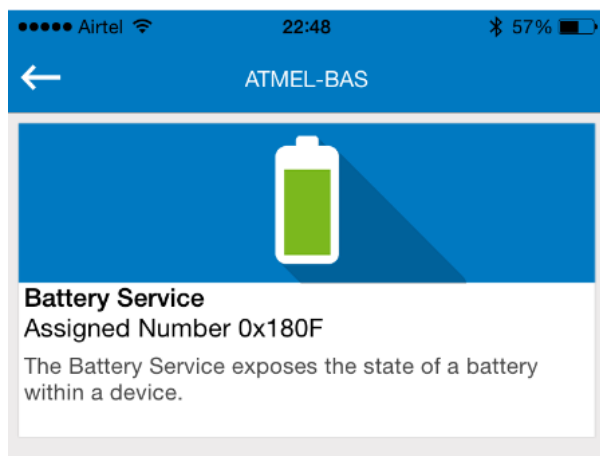 Airtel 22:48 57%
ATMEL-BAS
Battery Service
Assigned Number 0x180F
The Battery Service exposes the state of a battery
within a device.